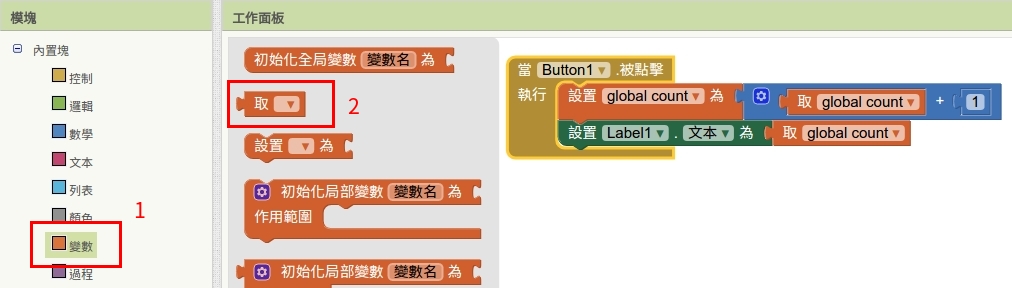 模塊
工作面板
內置塊
控制
邏輯
數學
文本
列表
顏色
變數
過程
1
初始化全局變數 變數名 為
取
2
設置 為
初始化局部變數 變數名 為
作用範圍
初始化局部變數 變數名 為
當 Button1 .被點擊
執行 設置 global count 為 取 global count + 1
設置 Label1 . 文本 為 取 global count